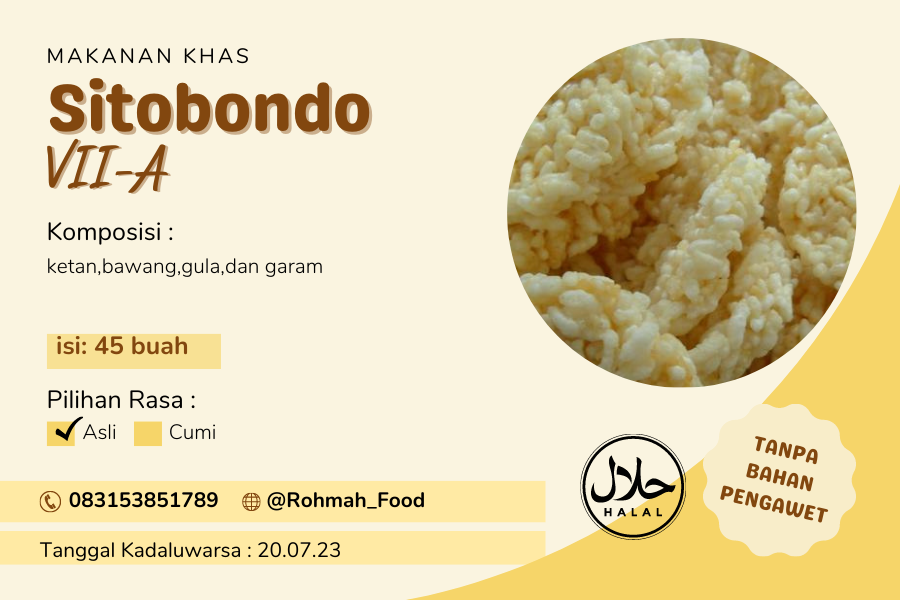 MAKANAN KHAS
Sitobondo
VII-A
Komposisi :
ketan,bawang,gula,dan garam
isi: 45 buah
Pilihan Rasa :
Asli Cumi
083153851789 @Rohmah_Food
Tanggal Kadaluwarsa : 20.07.23
حلال
HALAL
TANPA
BAHAN
PENGAWET